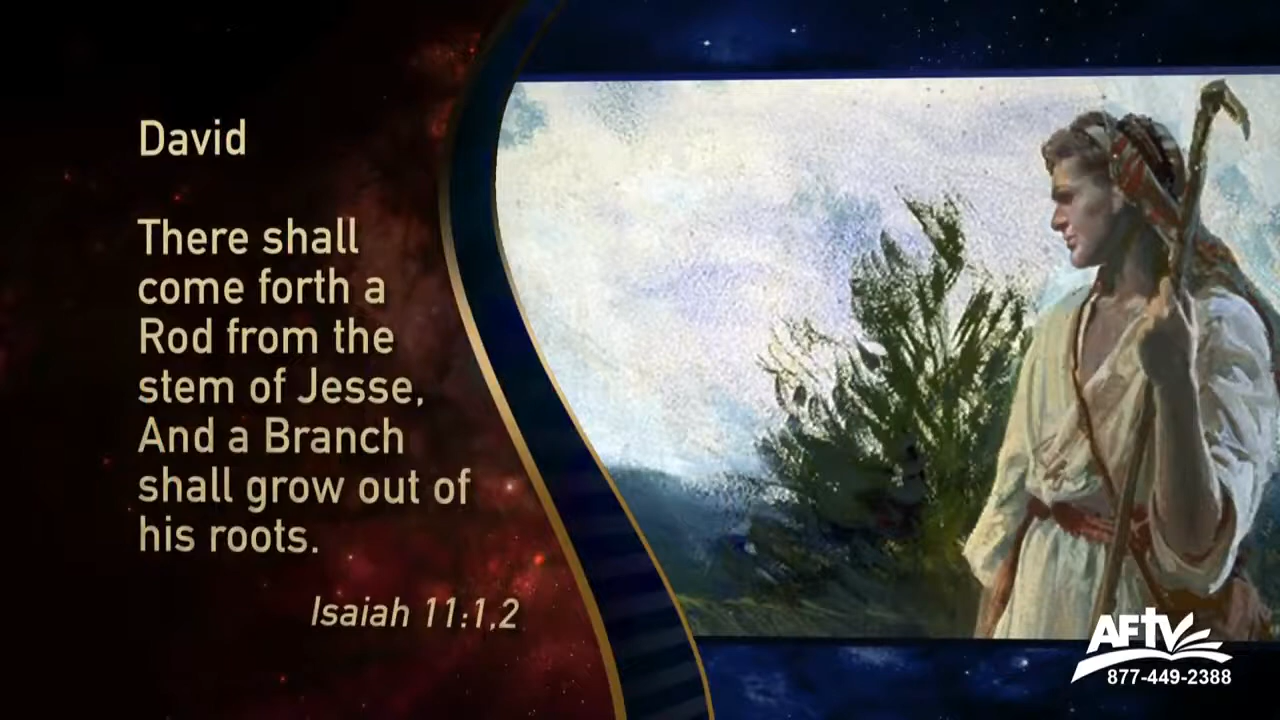 David
There shall
come forth a
Rod from the
stem of Jesse,
And a Branch
shall grow out of
his roots.
Isaiah 11:1,2
AFTV
877-449-2388